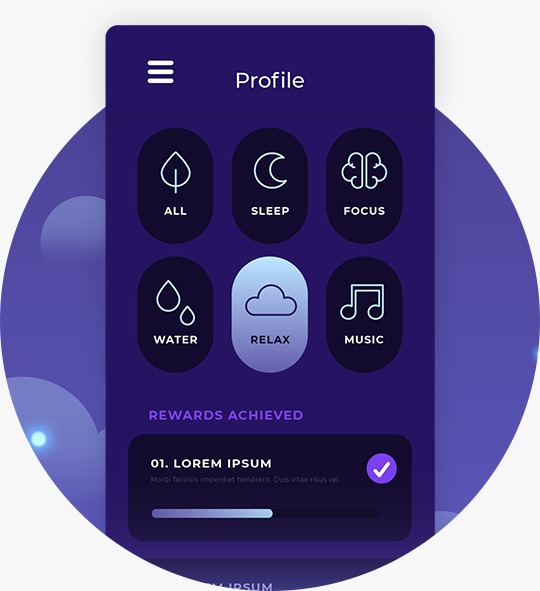 Profile
ALL SLEEP FOCUS
WATER RELAX MUSIC
REWARDS ACHIEVED
01. LOREM IPSUM
Morbi facilisis imperdiet hendrerit. Duis vitae risus vel
IPSUM